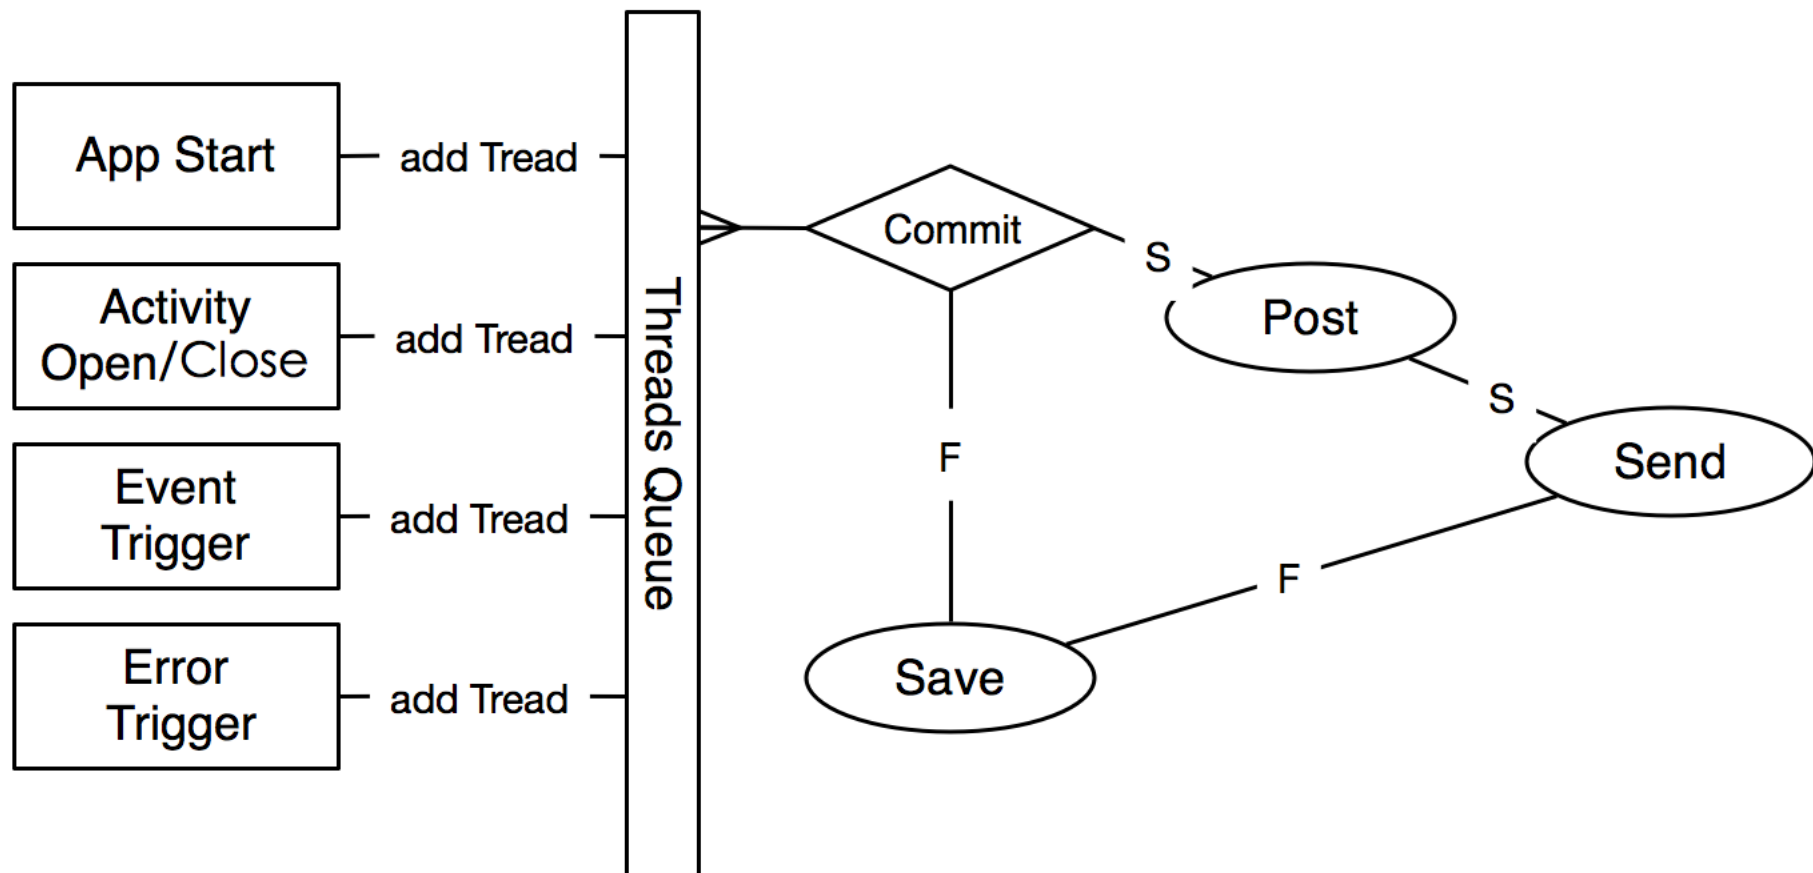 App Start
add Tread
Activity
Open/Close
add Tread
Event
Trigger
add Tread
Error
Trigger
add Tread
Threads Queue
Commit
S
Post
S
Send
F
F
Save